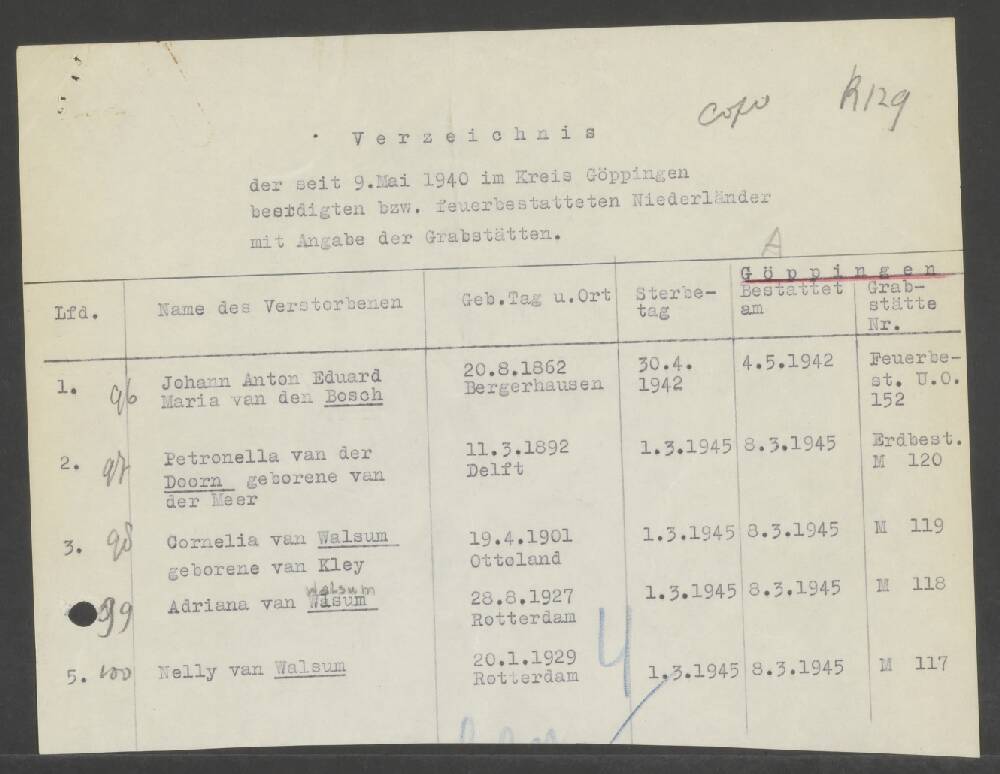 copo R129
Verzeichnis
der seit 9.Mai 1940 im Kreis Göppingen
beerdigten bzw. feuerbestatteten Niederländer
mit Angabe der Grabstätten.
A
Göppingen
Lfd. Name des Verstorbenen Geb.Tag u.Ort Sterbe- Bestattet Grab-
tag am stätte
Nr.
1. 96 Johann Anton Eduard 20.8.1862 30.4. 4.5.1942 Feuerbe-
Maria van den Bosch Bergerhausen 1942 st. U.O.
152
2. 97 Petronella van der 11.3.1892 1.3.1945 8.3.1945 Erdbest.
Doorn geborene van Delft M 120
der Meer
3. 98 Cornelia van Walsum 19.4.1901 1.3.1945 8.3.1945 M 119
geborene van Kley Ottoland
Walsum
99 Adriana van Wasum 28.8.1927 1.3.1945 8.3.1945 M 118
Rotterdam
4
5. 100 Nelly van Walsum 20.1.1929 1.3.1945 8.3.1945 M 117
Rotterdam